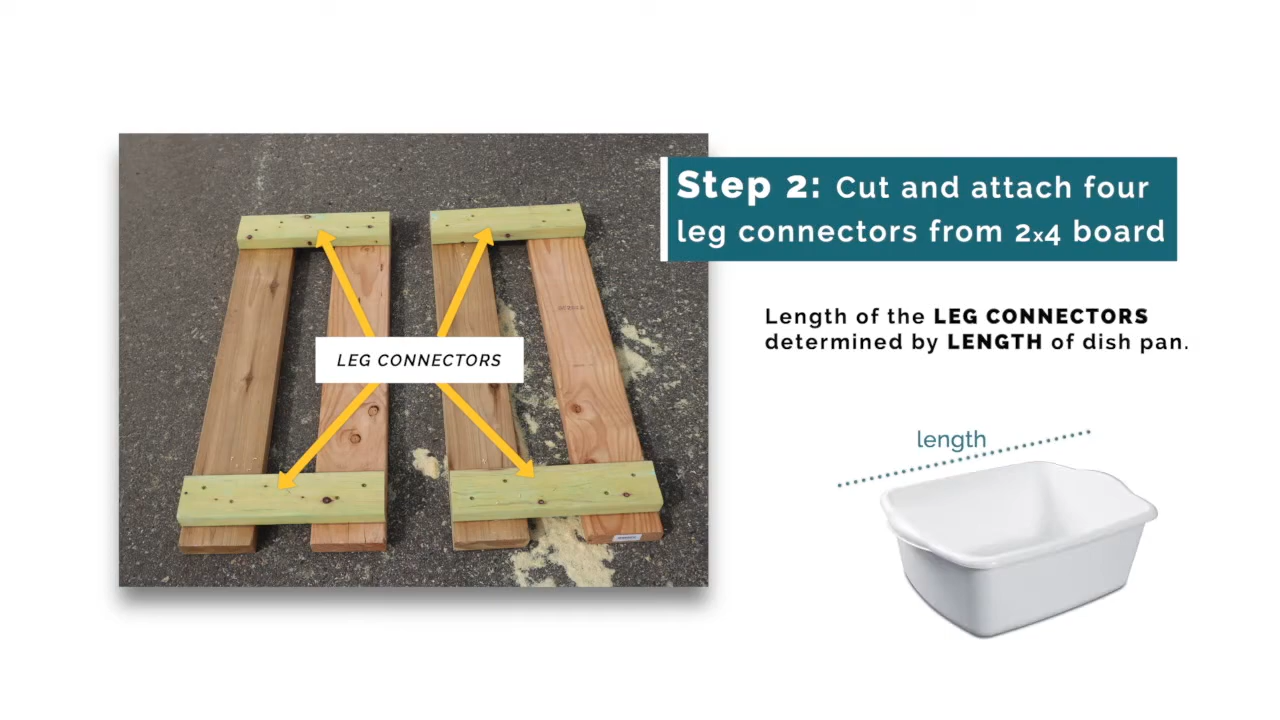 Step 2: Cut and attach four
leg connectors from 2x4 board
Length of the LEG CONNECTORS
determined by LENGTH of dish pan.
LEG CONNECTORS
length